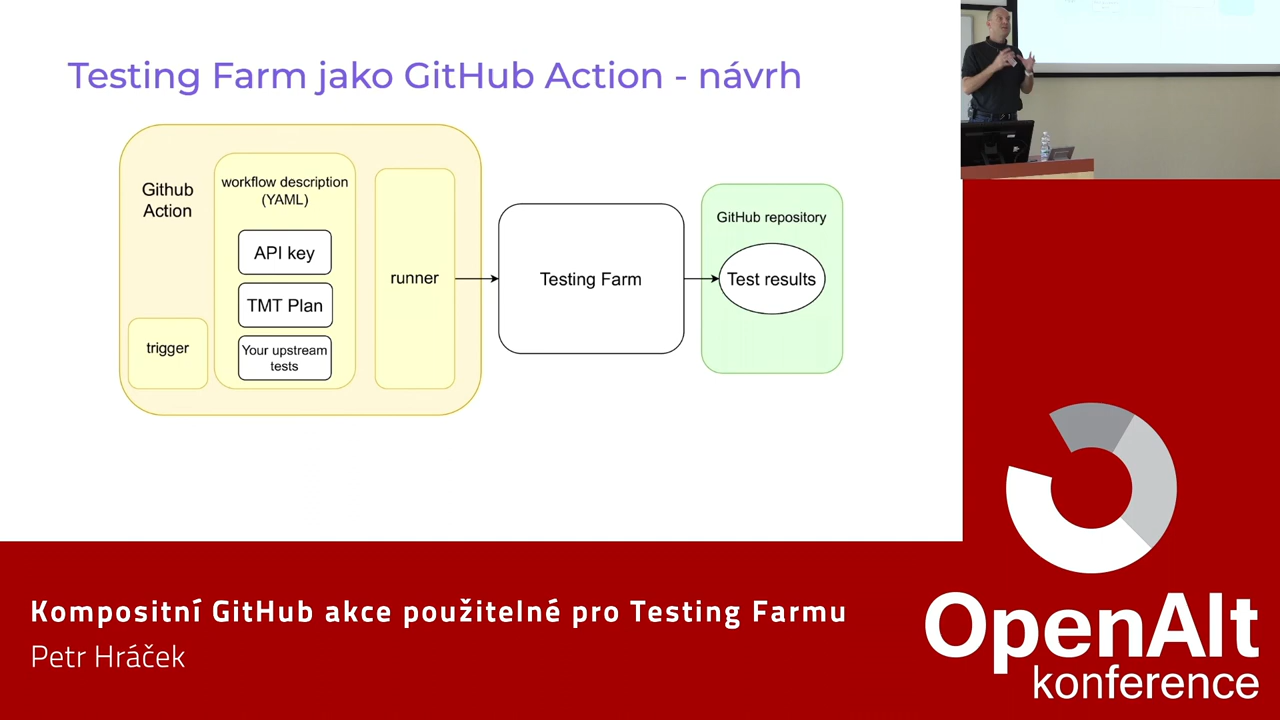 Testing Farm jako GitHub Action - návrh
Github
Action
trigger
workflow description
(YAML)
API key
TMT Plan
Your upstream
tests
runner
Testing Farm
GitHub repository
Test results
Kompositní GitHub akce použitelné pro Testing Farmu
Petr Hráček
OpenAlt
konference